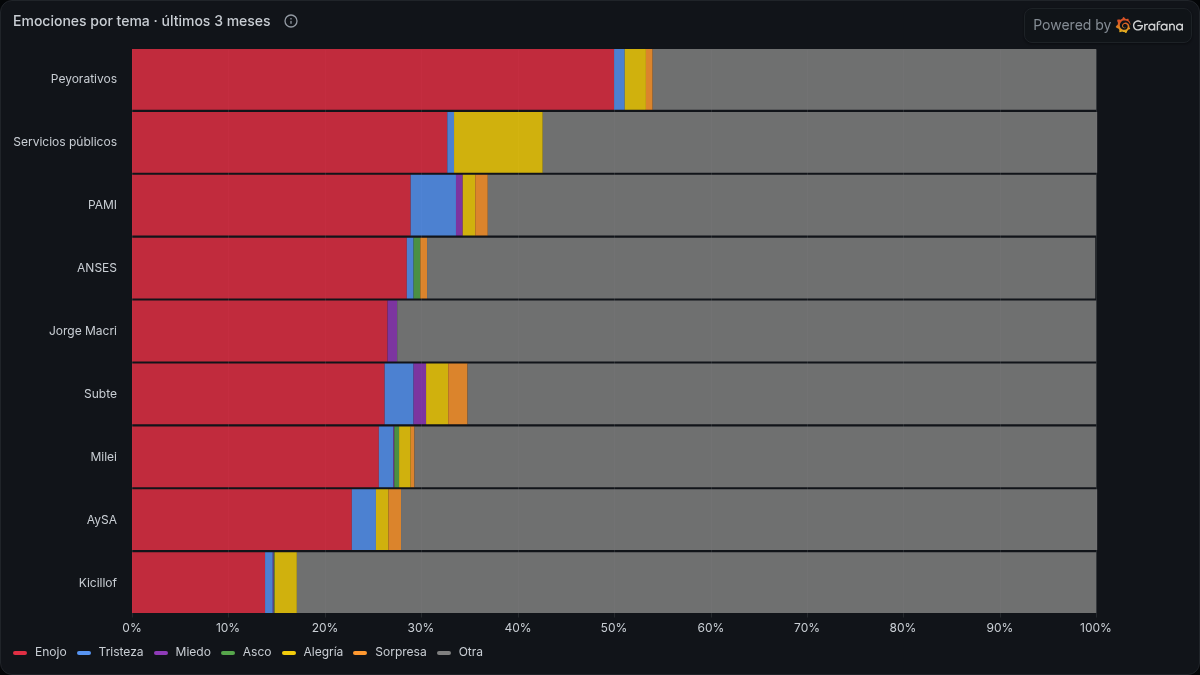 Emociones por tema · últimos 3 meses
Powered by Grafana
Peyorativos
Servicios públicos
PAMI
ANSES
Jorge Macri
Subte
Milei
AySA
Kicillof
0% 10% 20% 30% 40% 50% 60% 70% 80% 90% 100%
Enojo Tristeza Miedo Asco Alegría Sorpresa Otra